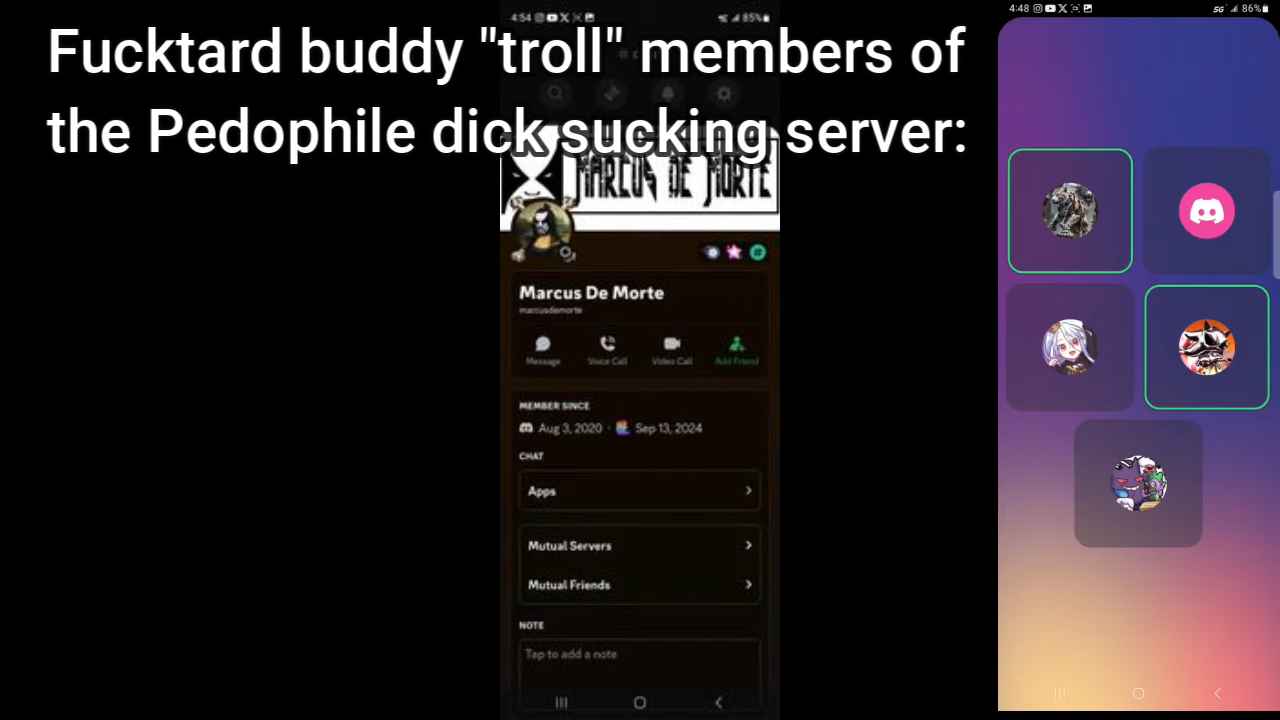 4:54
85%
Fucktard buddy "troll" members of
the Pedophile dick sucking server:
MARCUS DE MORTE
Marcus De Morte
marcusdemorte
Message
Voice Call
Video Call
Add Friend
MEMBER SINCE
Aug 3, 2020 · Sep 13, 2024
CHAT
Apps
Mutual Servers
Mutual Friends
NOTE
Tap to add a note
4:48
5G
86%